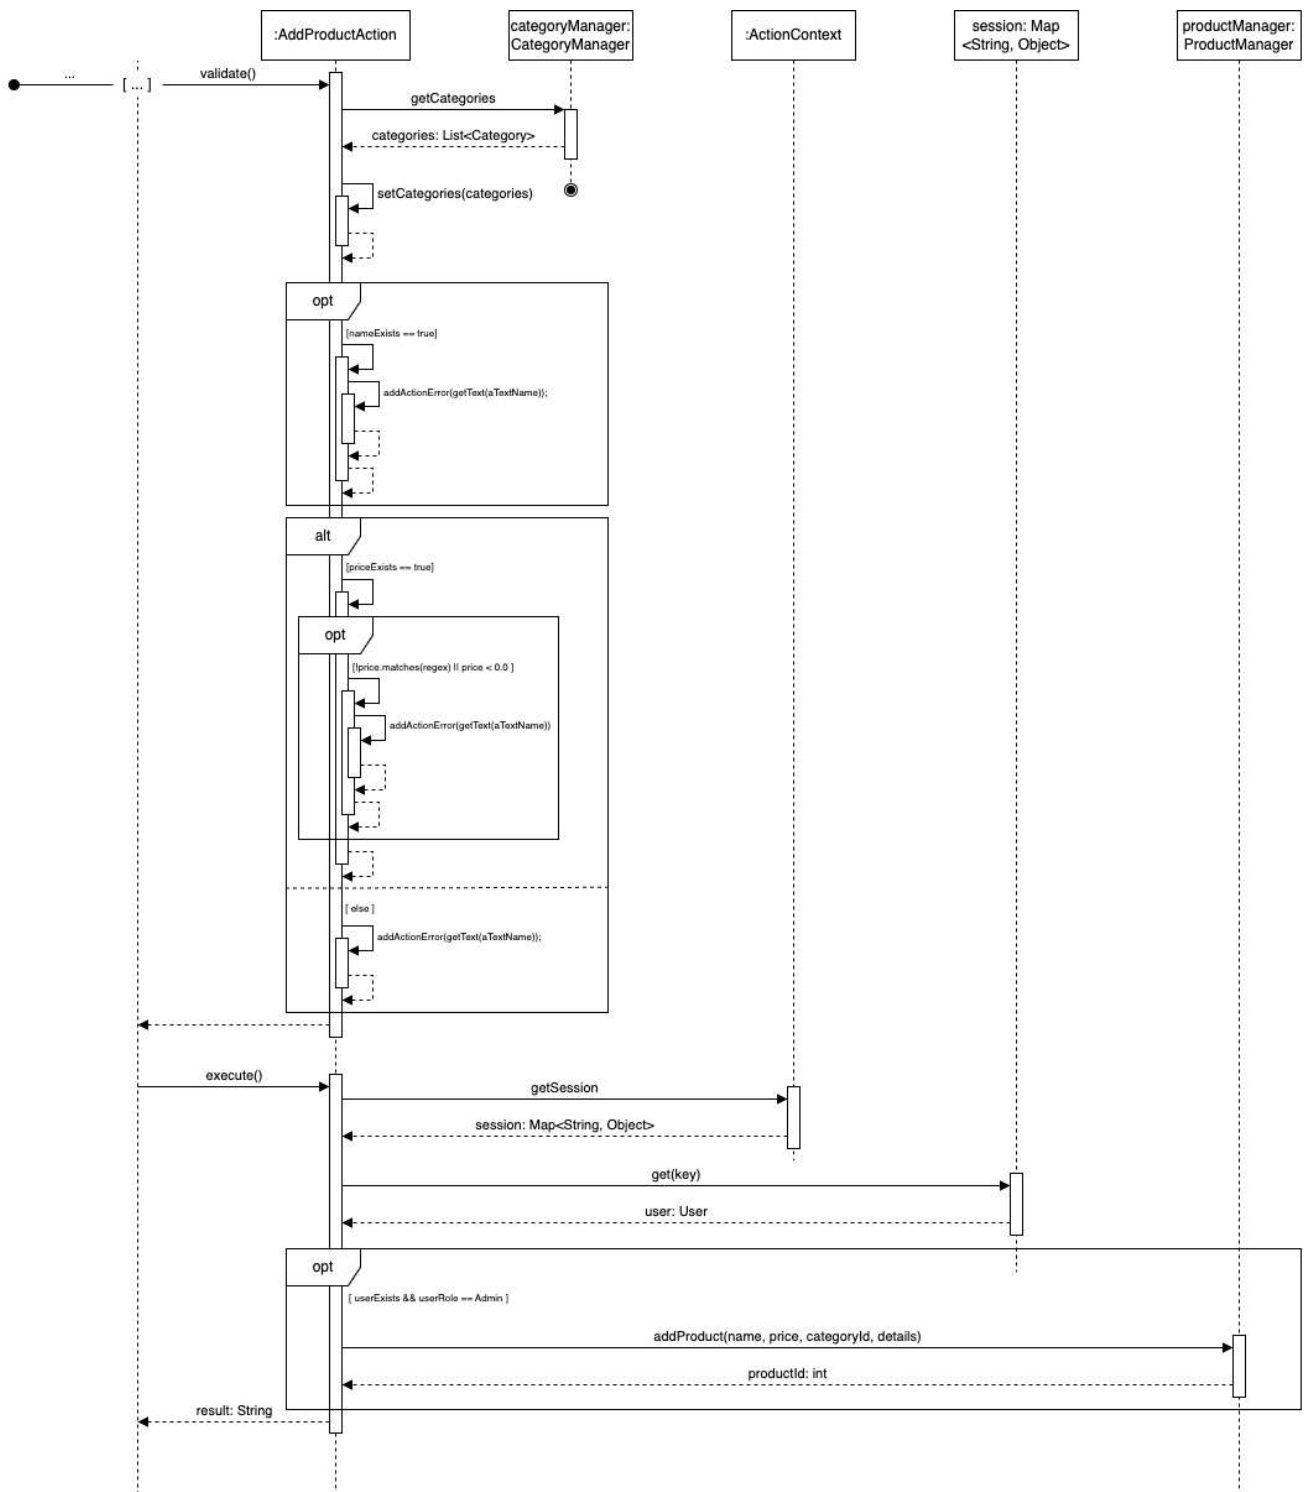 :AddProductAction
categoryManager:
CategoryManager
:ActionContext
session: Map
<String, Object>
productManager:
ProductManager
...
[ ... ]
validate()
getCategories
categories: List<Category>
setCategories(categories)
opt
[nameExists == true]
addActionError(getText(aTextName));
alt
[priceExists == true]
opt
[!price.matches(regex) || price < 0.0 ]
addActionError(getText(aTextName))
[ else ]
addActionError(getText(aTextName));
execute()
getSession
session: Map<String, Object>
get(key)
user: User
opt
[ userExists && userRole == Admin ]
addProduct(name, price, categoryId, details)
productId: int
result: String